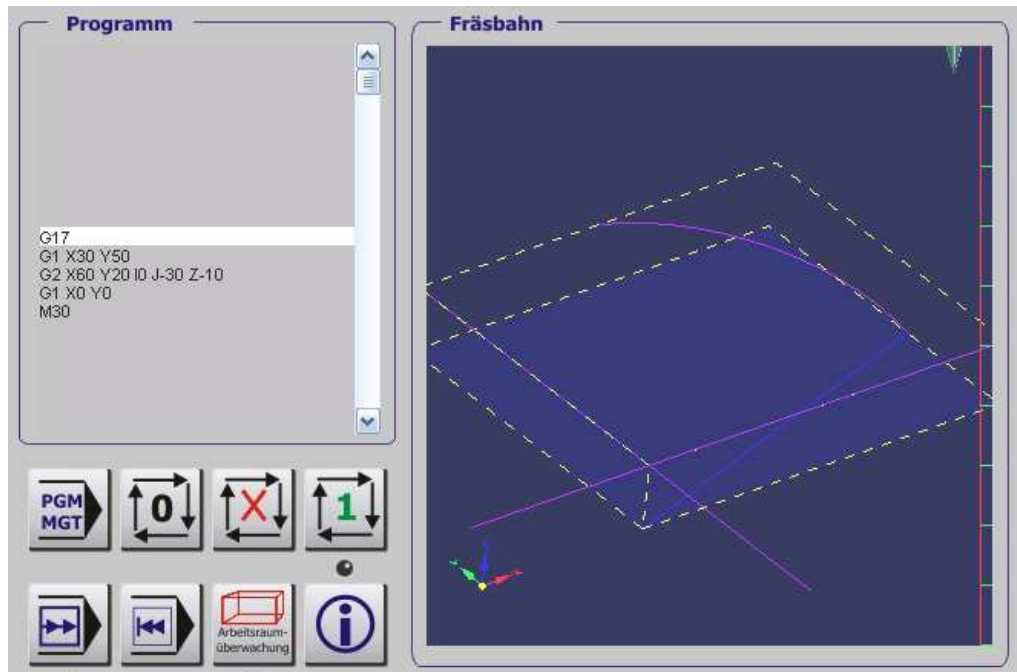 Programm
Fräsbahn
G17
G1 X30 Y50
G2 X60 Y20 I0 J-30 Z-10
G1 X0 Y0
M30
PGM
MGT
0
X
1
Arbeitsraum-
überwachung
i